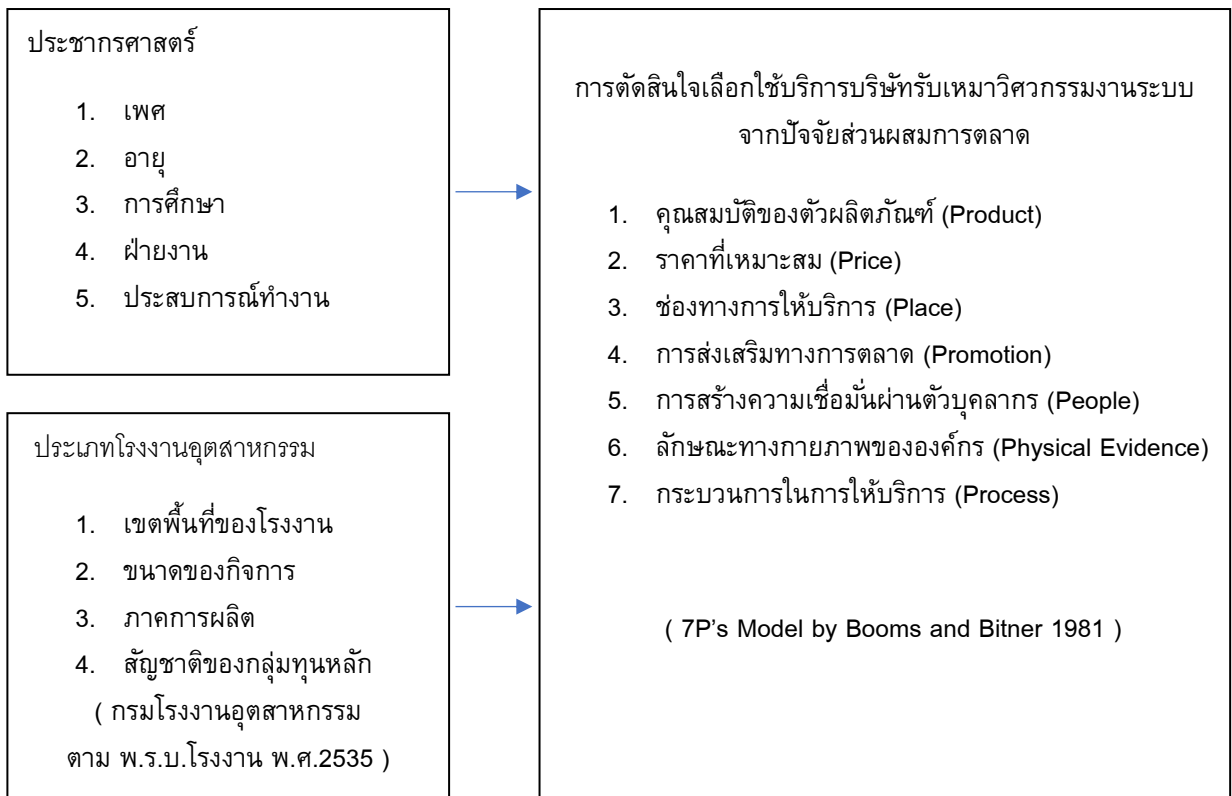 ประชากรศาสตร์
1. เพศ
2. อายุ
3. การศึกษา
4. ฝ่ายงาน
5. ประสบการณ์ทำงาน
ประเภทโรงงานอุตสาหกรรม
1. เขตพื้นที่ของโรงงาน
2. ขนาดของกิจการ
3. ภาคการผลิต
4. สัญชาติของกลุ่มทุนหลัก
( กรมโรงงานอุตสาหกรรม
ตาม พ.ร.บ.โรงงาน พ.ศ.2535 )
การตัดสินใจเลือกใช้บริการบริษัทรับเหมาวิศวกรรมงานระบบ
จากปัจจัยส่วนผสมการตลาด
1. คุณสมบัติของตัวผลิตภัณฑ์ (Product)
2. ราคาที่เหมาะสม (Price)
3. ช่องทางการให้บริการ (Place)
4. การส่งเสริมทางการตลาด (Promotion)
5. การสร้างความเชื่อมั่นผ่านตัวบุคลากร (People)
6. ลักษณะทางกายภาพขององค์กร (Physical Evidence)
7. กระบวนการในการให้บริการ (Process)
( 7P’s Model by Booms and Bitner 1981 )